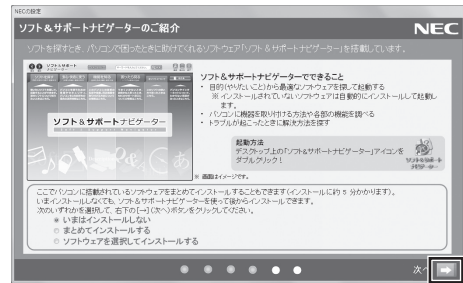 NECの設定
ソフト&サポートナビゲーターのご紹介
NEC
ソフトを探すとき、パソコンで困ったときに助けてくれるソフトウェア「ソフト&サポートナビゲーター」を搭載しています。
ソフト&サポートナビゲーター
ソフト&サポートナビゲーターでできること
・ 目的(やりたいこと)から最適なソフトウェアを探して起動する
※インストールされていないソフトウェアは自動的にインストールして起動し
ます。
・ パソコンに機器を取り付ける方法や各部の機能を調べる
・ トラブルが起こったときに解決方法を探す
起動方法
デスクトップ上の「ソフト&サポートナビゲーター」アイコンを
ダブルクリック!
ソフト&サポート
ナビゲーター
※ 画面はイメージです。
ここでパソコンに搭載されているソフトウェアをまとめてインストールすることもできます(インストールに約 5 分かかります)。
いまインストールしなくても、ソフト&サポートナビゲーターを使って後からインストールできます。
次のいずれかを選択して、右下の[→](次へ)ボタンをクリックしてください。
いまはインストールしない
まとめてインストールする
ソフトウェアを選択してインストールする
次へ